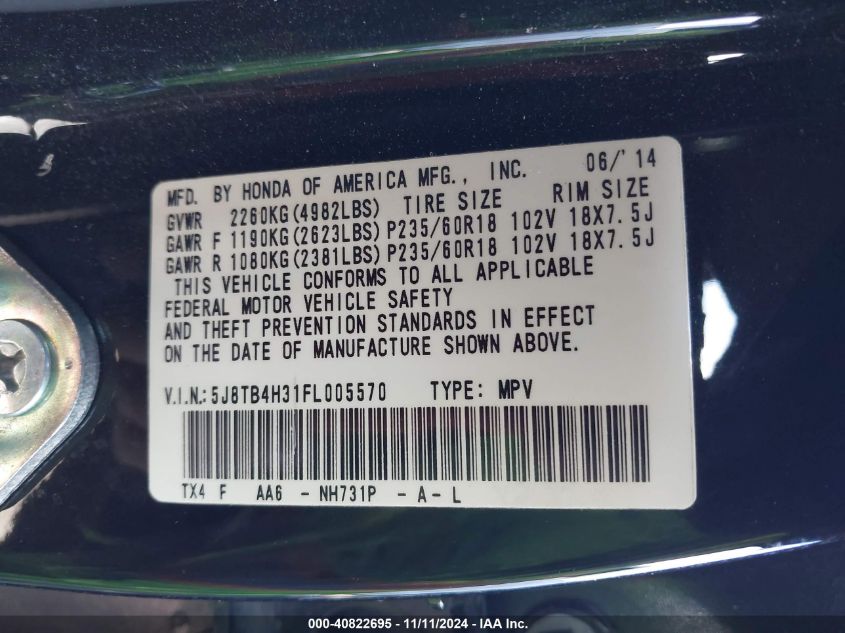 MFD. BY HONDA OF AMERICA MFG., INC. 06/'14
GVWR 2260KG(4982LBS) TIRE SIZE RIM SIZE
GAWR F 1190KG(2623LBS) P235/60R18 102V 18X7.5J
GAWR R 1080KG(2381LBS) P235/60R18 102V 18X7.5J
THIS VEHICLE CONFORMS TO ALL APPLICABLE
FEDERAL MOTOR VEHICLE SAFETY
AND THEFT PREVENTION STANDARDS IN EFFECT
ON THE DATE OF MANUFACTURE SHOWN ABOVE.
V.I.N.: 5J8TB4H31FL005570 TYPE: MPV
TX4 F AA6 - NH731P - A - L
000-40822695 - 11/11/2024 - IAA Inc.